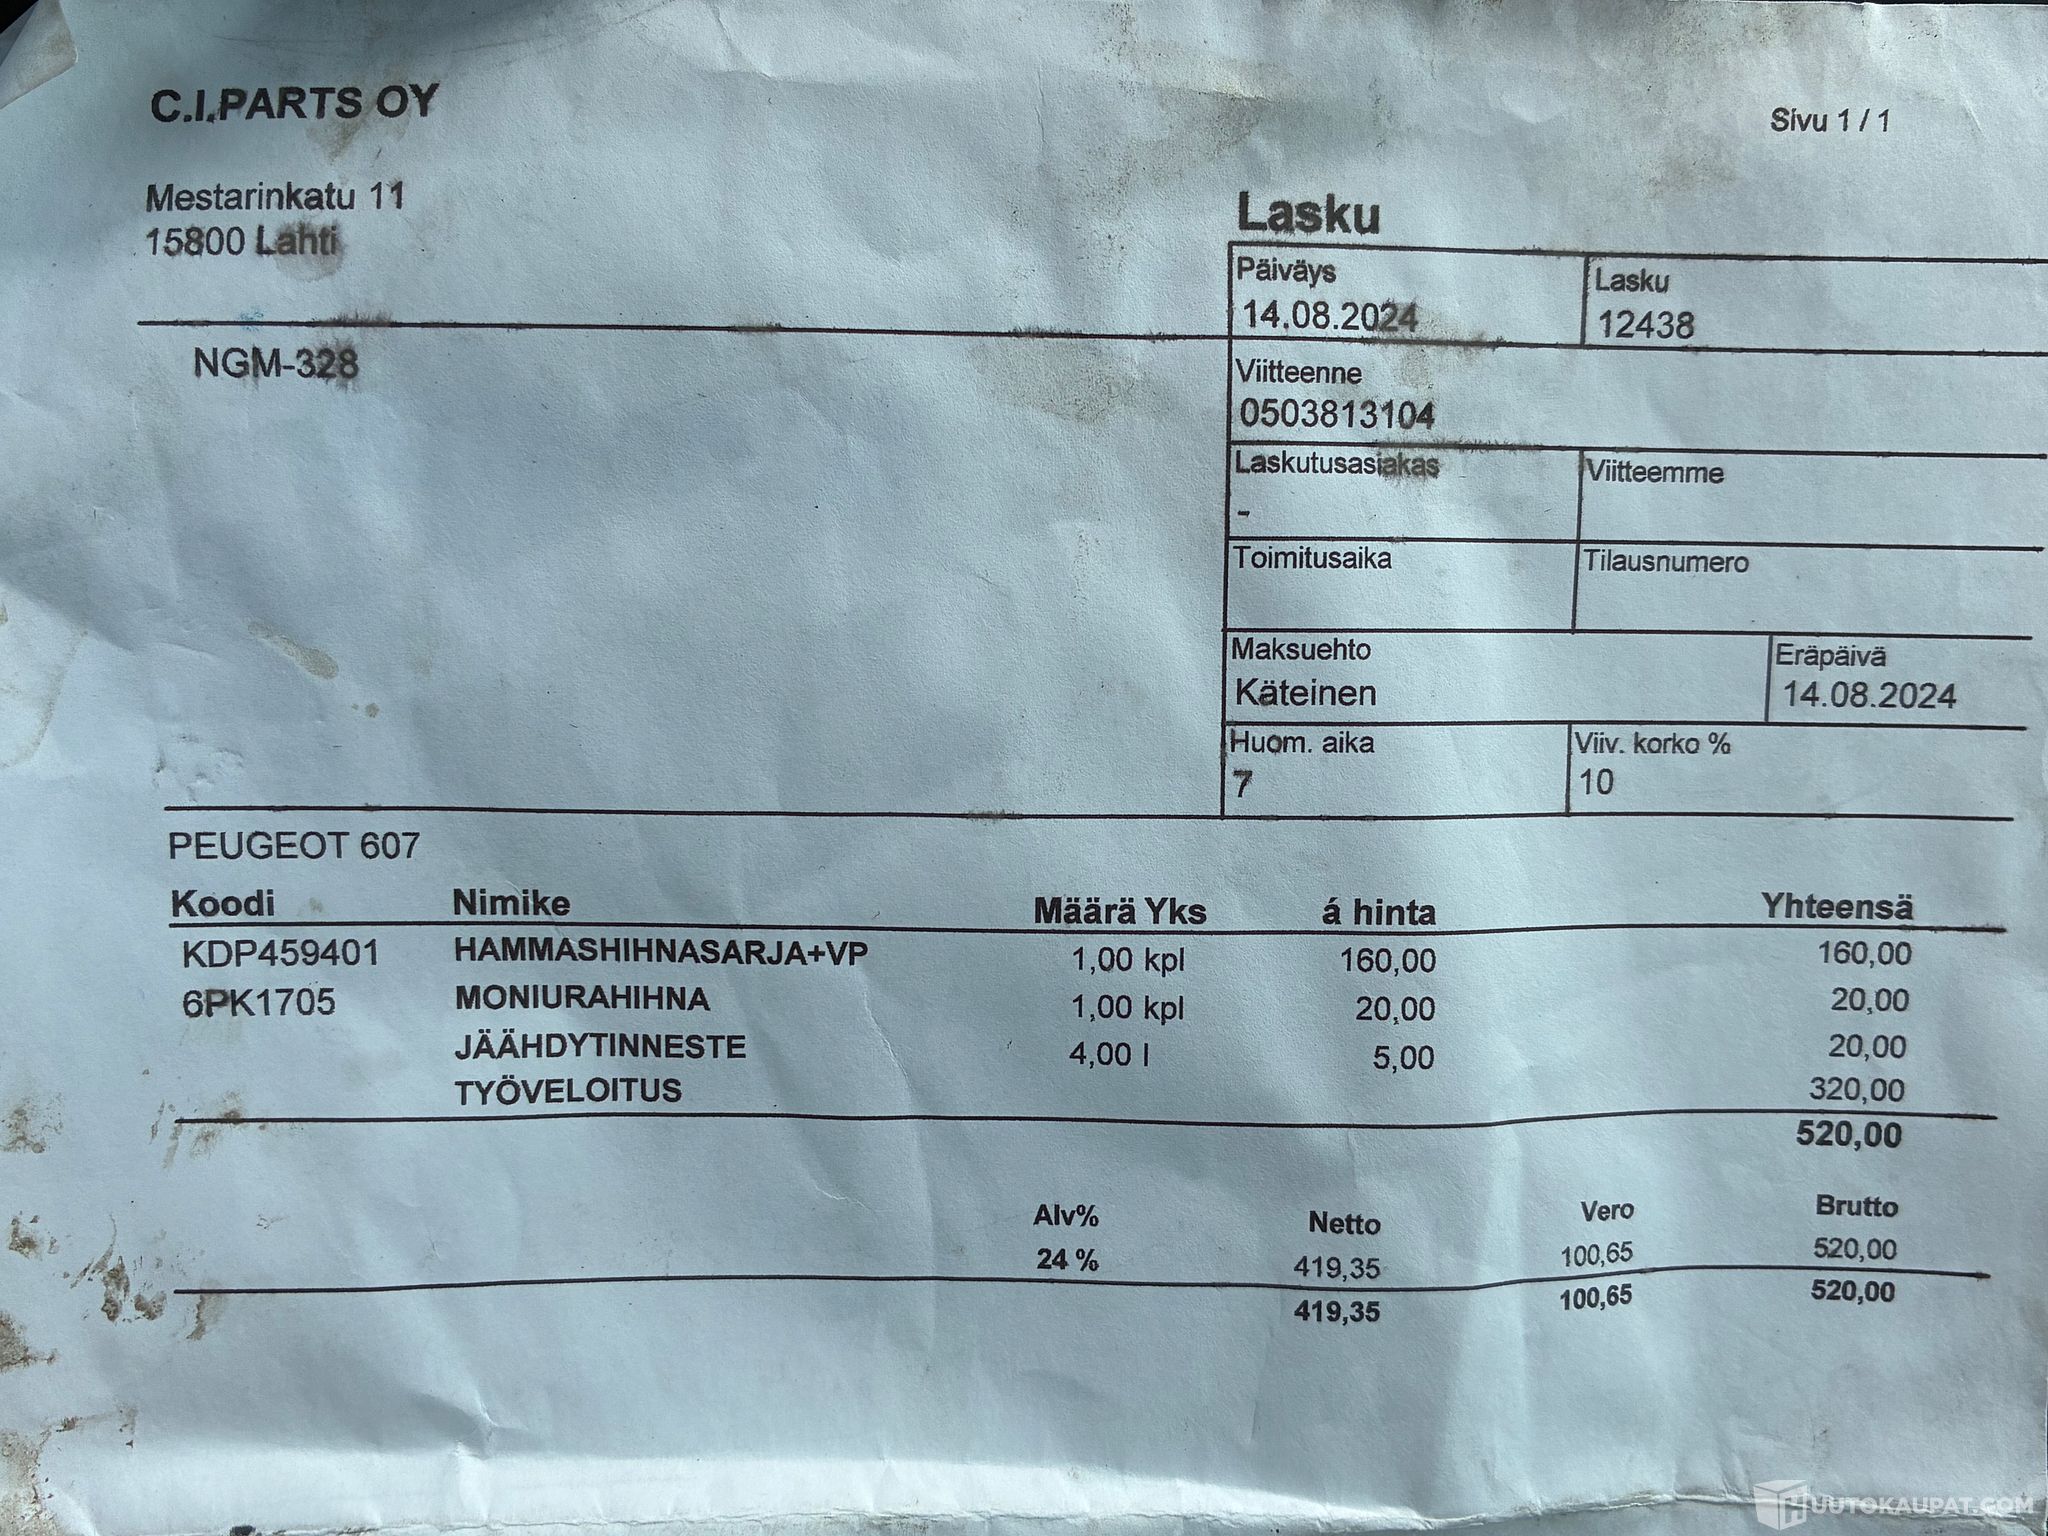 C.I.PARTS OY
Sivu 1 / 1
Mestarinkatu 11
15800 Lahti
Lasku
Päiväys Lasku
14.08.2024 12438
NGM-328
Viitteenne
0503813104
Laskutusasiakas Viitteemme
-
Toimitusaika Tilausnumero
Maksuehto Eräpäivä
Käteinen 14.08.2024
Huom. aika Viiv. korko %
7 10
PEUGEOT 607
Koodi Nimike Määrä Yks á hinta Yhteensä
KDP459401 HAMMASHIHNASARJA+VP 1,00 kpl 160,00 160,00
6PK1705 MONIURAHIHNA 1,00 kpl 20,00 20,00
JÄÄHDYTINNESTE 4,00 l 5,00 20,00
TYÖVELOITUS 320,00
520,00
Alv% Netto Vero Brutto
24 % 419,35 100,65 520,00
419,35 100,65 520,00
HUUTOKAUPAT.COM